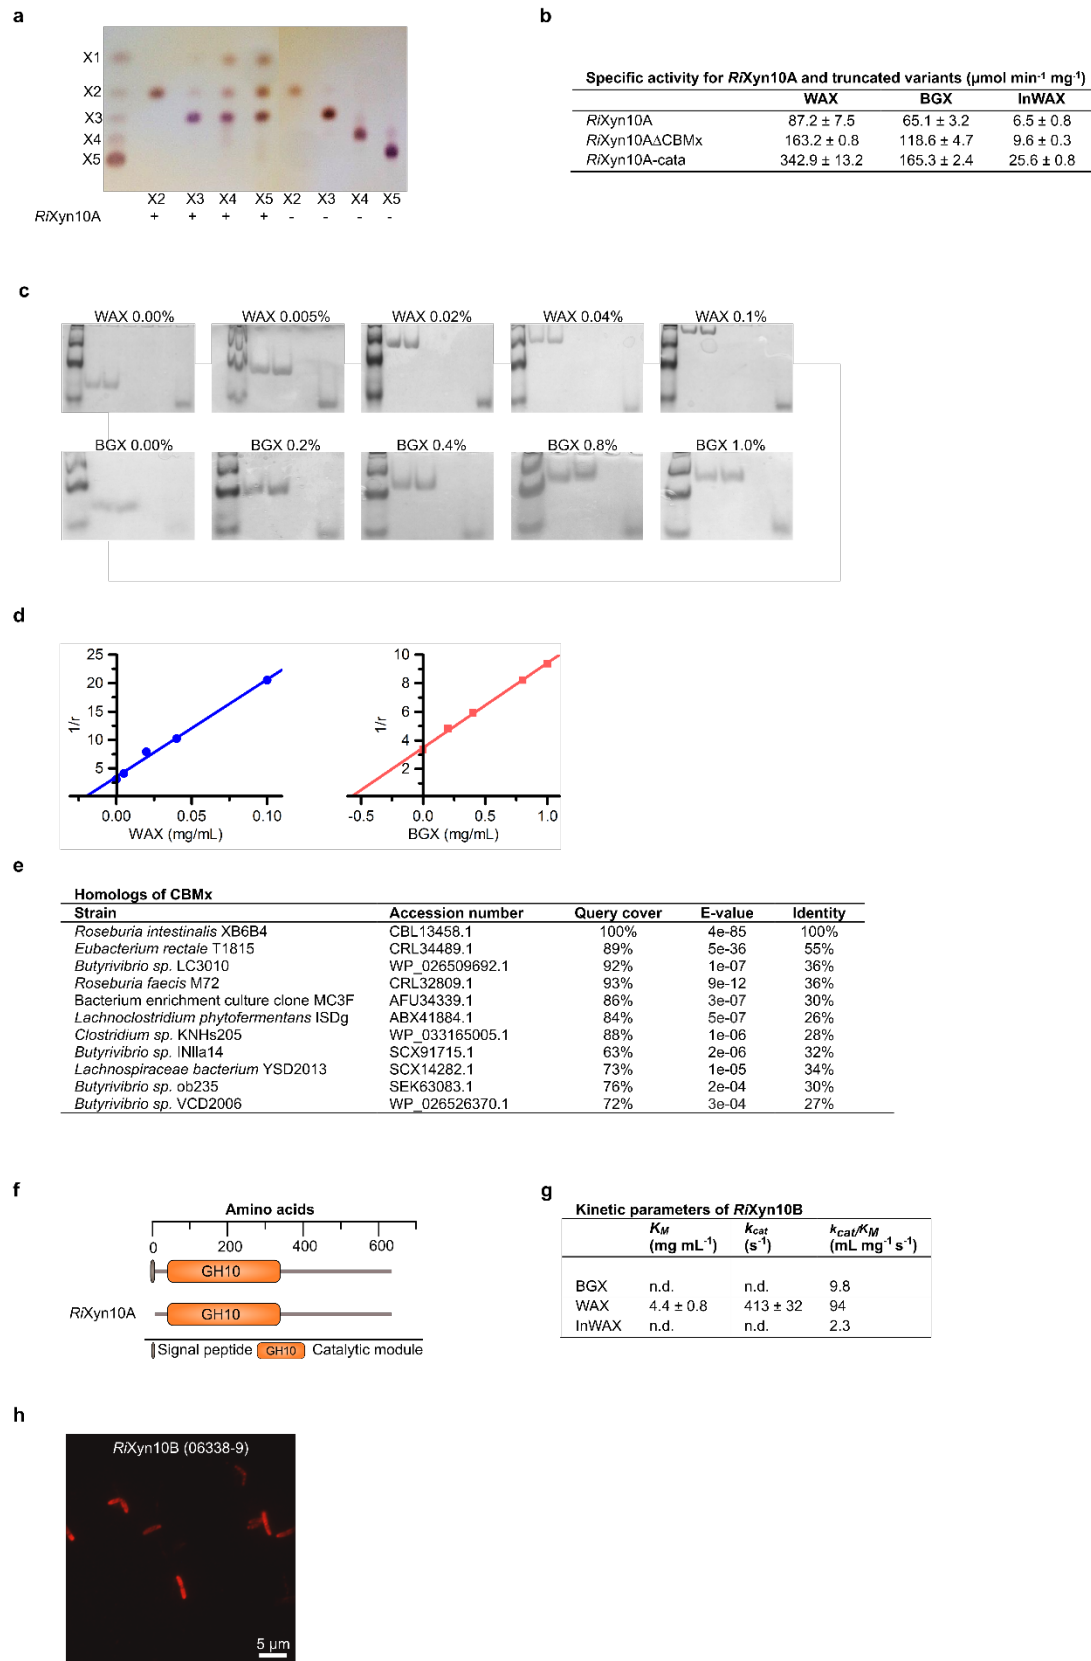 a
X1
X2
X3
X4
X5
X2 X3 X4 X5 X2 X3 X4 X5
RiXyn10A + + + + - - - -
b
Specific activity for RiXyn10A and truncated variants (µmol min⁻¹ mg⁻¹)
WAX BGX InWAX
RiXyn10A 87.2 ± 7.5 65.1 ± 3.2 6.5 ± 0.8
RiXyn10AΔCBMx 163.2 ± 0.8 118.6 ± 4.7 9.6 ± 0.3
RiXyn10A-cata 342.9 ± 13.2 165.3 ± 2.4 25.6 ± 0.8
c
WAX 0.00% WAX 0.005% WAX 0.02% WAX 0.04% WAX 0.1%
BGX 0.00% BGX 0.2% BGX 0.4% BGX 0.8% BGX 1.0%
d
25
20
15
10
5
1/r
0.00 0.05 0.10
WAX (mg/mL)
10
8
6
4
2
1/r
-0.5 0.0 0.5 1.0
BGX (mg/mL)
e
Homologs of CBMx
Strain Accession number Query cover E-value Identity
Roseburia intestinalis XB6B4 CBL13458.1 100% 4e-85 100%
Eubacterium rectale T1815 CRL34489.1 89% 5e-36 55%
Butyrivibrio sp. LC3010 WP_026509692.1 92% 1e-07 36%
Roseburia faecis M72 CRL32809.1 93% 9e-12 36%
Bacterium enrichment culture clone MC3F AFU34339.1 86% 3e-07 30%
Lachnoclostridium phytofermentans ISDg ABX41884.1 84% 5e-07 26%
Clostridium sp. KNHs205 WP_033165005.1 88% 1e-06 28%
Butyrivibrio sp. INlla14 SCX91715.1 63% 2e-06 32%
Lachnospiraceae bacterium YSD2013 SCX14282.1 73% 1e-05 34%
Butyrivibrio sp. ob235 SEK63083.1 76% 2e-04 30%
Butyrivibrio sp. VCD2006 WP_026526370.1 72% 3e-04 27%
f
Amino acids
0 200 400 600
GH10
RiXyn10A GH10
Signal peptide GH10 Catalytic module
g
Kinetic parameters of RiXyn10B
K_M k_cat k_cat/K_M
(mg mL⁻¹) (s⁻¹) (mL mg⁻¹ s⁻¹)
BGX n.d. n.d. 9.8
WAX 4.4 ± 0.8 413 ± 32 94
InWAX n.d. n.d. 2.3
h
RiXyn10B (06338-9)
5 µm